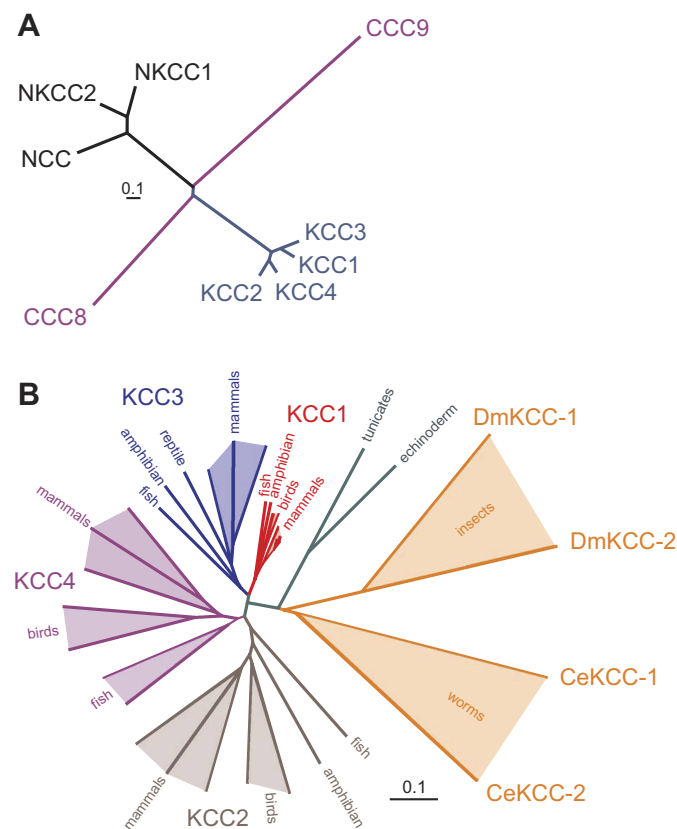 A
CCC9
NKCC1
NKCC2
NCC
0.1
KCC3
KCC1
KCC2
KCC4
CCC8
B
KCC3
mammals
KCC1
tunicates
echinoderm
DmKCC-1
amphibian
reptile
fish
fish
amphibian
birds
mammals
insects
mammals
DmKCC-2
KCC4
birds
fish
CeKCC-1
worms
fish
mammals
KCC2
birds
amphibian
0.1
CeKCC-2